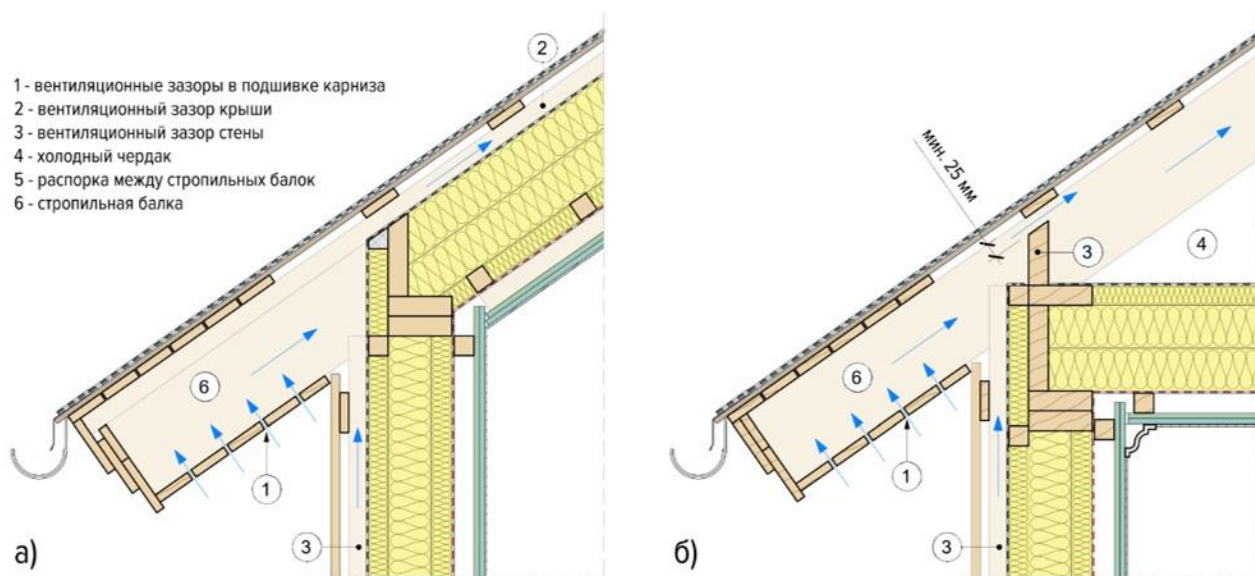 1 - вентиляционные зазоры в подшивке карниза
2 - вентиляционный зазор крыши
3 - вентиляционный зазор стены
4 - холодный чердак
5 - распорка между стропильных балок
6 - стропильная балка
2
6
1
3
а)
мин. 25 мм
3
4
6
1
3
б)